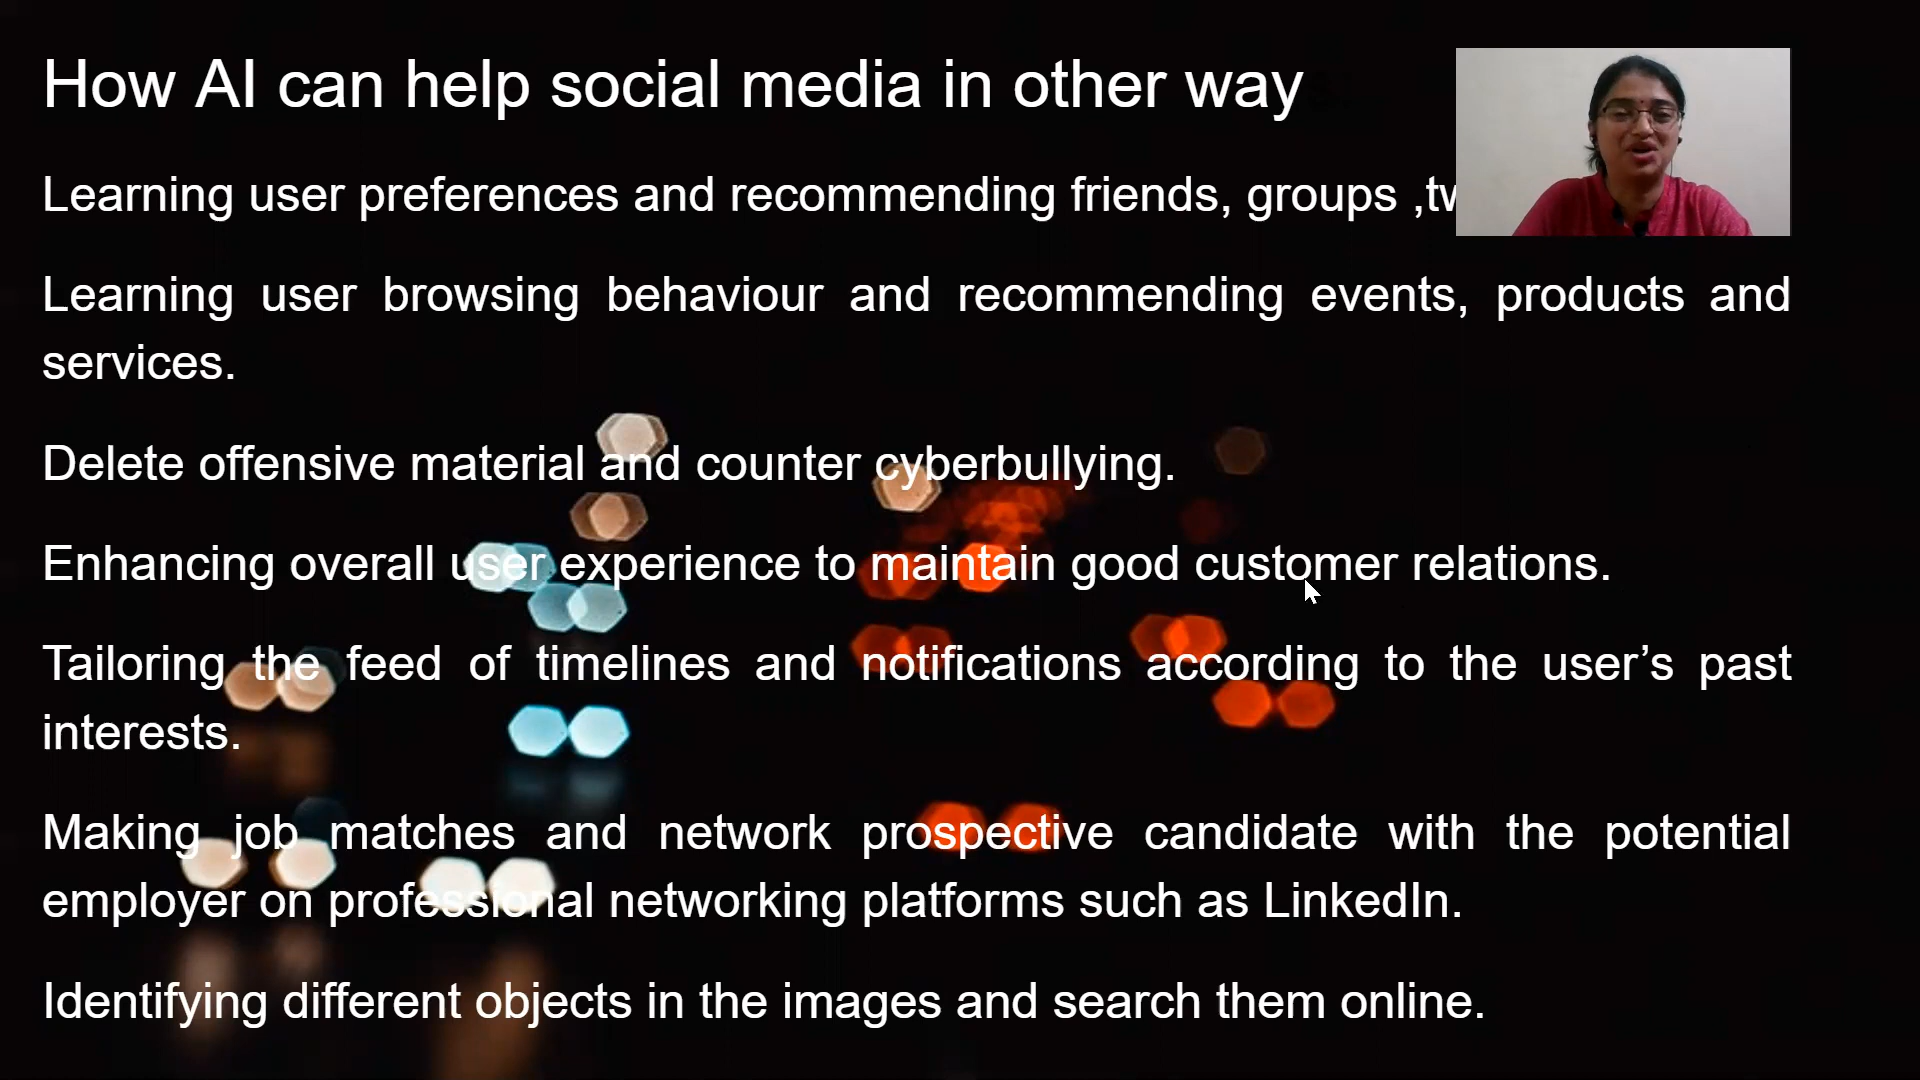 How AI can help social media in other way
Learning user preferences and recommending friends, groups ,
Learning user browsing behaviour and recommending events, products and
services.
Delete offensive material and counter cyberbullying.
Enhancing overall user experience to maintain good customer relations.
Tailoring the feed of timelines and notifications according to the user’s past
interests.
Making job matches and network prospective candidate with the potential
employer on professional networking platforms such as LinkedIn.
Identifying different objects in the images and search them online.